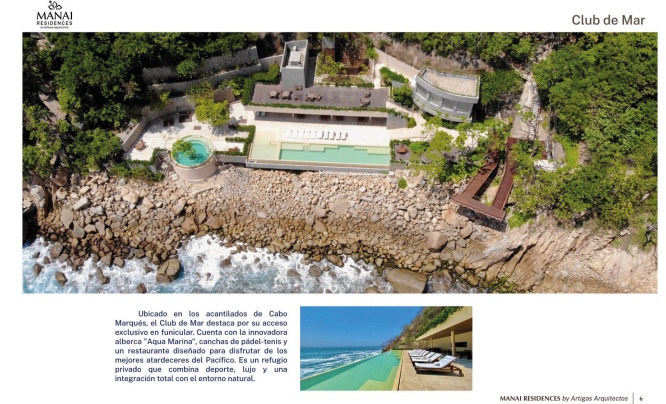 MANAI
RESIDENCES
BY ARTIGAS ARQUITECTOS
Club de Mar
Ubicado en los acantilados de Cabo
Marqués, el Club de Mar destaca por su acceso
exclusivo en funicular. Cuenta con la innovadora
alberca "Aqua Marina", canchas de pádel-tenis y
un restaurante diseñado para disfrutar de los
mejores atardeceres del Pacífico. Es un refugio
privado que combina deporte, lujo y una
integración total con el entorno natural.
MANAI RESIDENCES by Artigas Arquitectos | 6